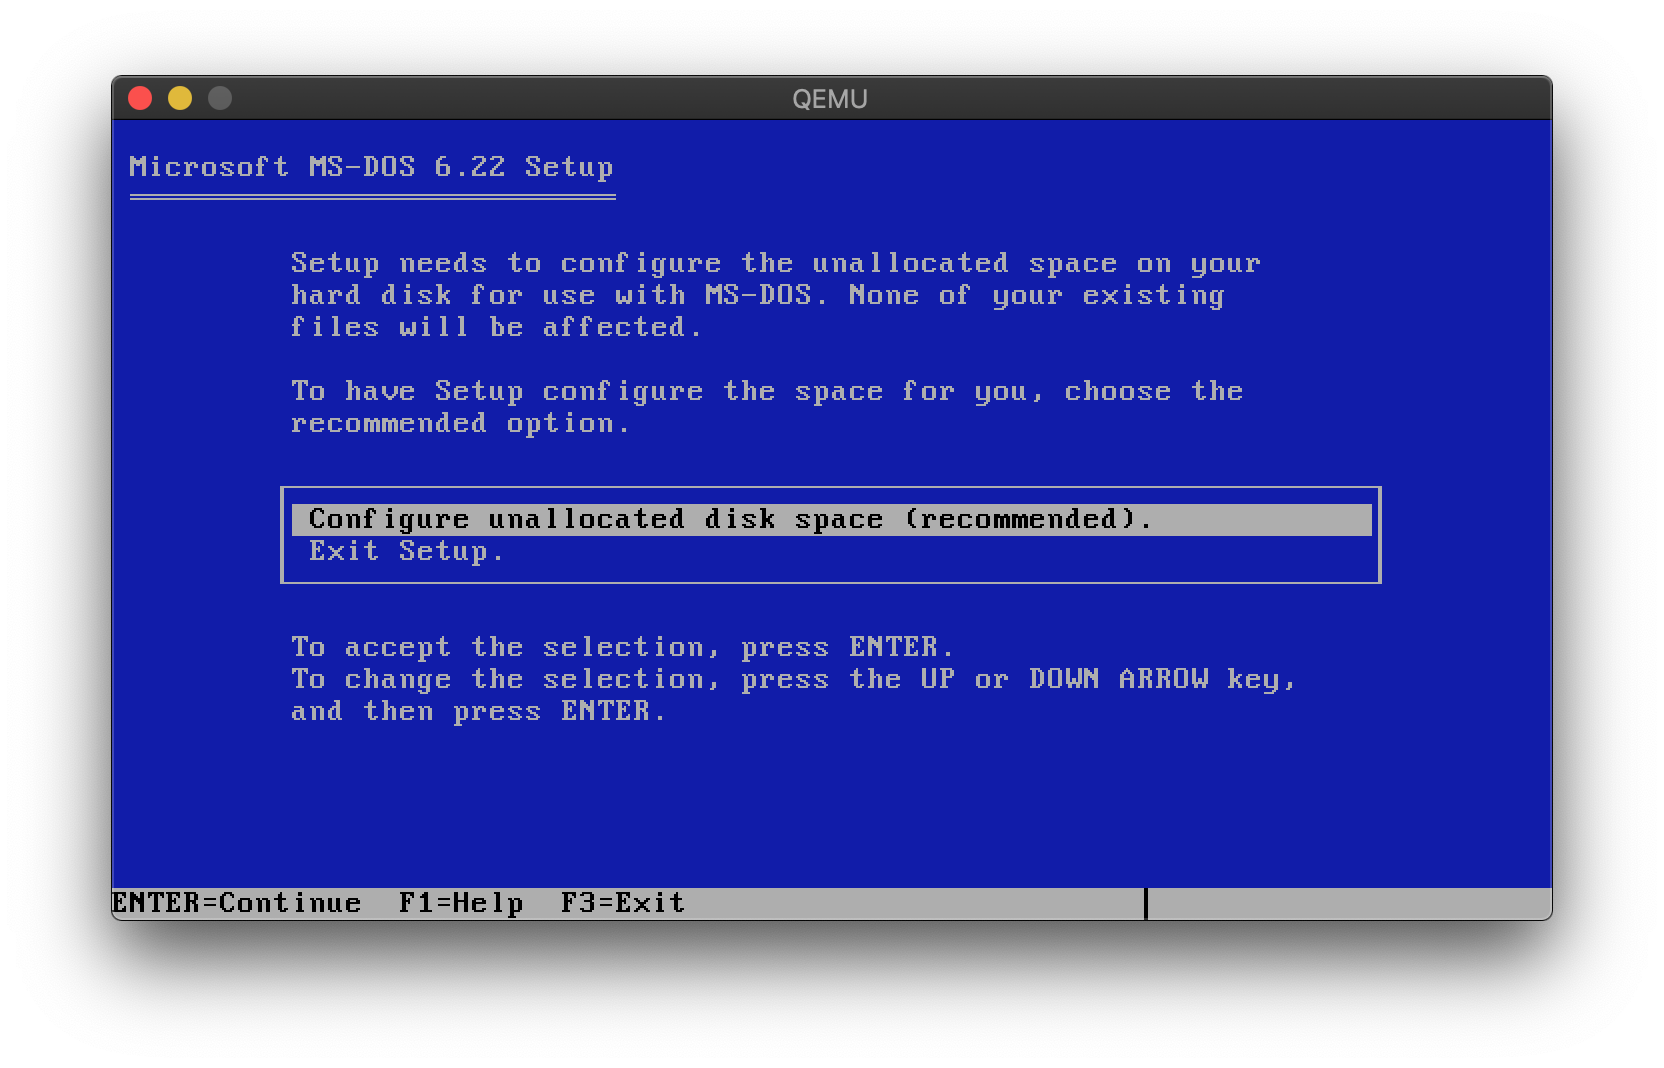 QEMU
Microsoft MS-DOS 6.22 Setup
Setup needs to configure the unallocated space on your
hard disk for use with MS-DOS. None of your existing
files will be affected.
To have Setup configure the space for you, choose the
recommended option.
Configure unallocated disk space (recommended).
Exit Setup.
To accept the selection, press ENTER.
To change the selection, press the UP or DOWN ARROW key,
and then press ENTER.
ENTER=Continue  F1=Help  F3=Exit